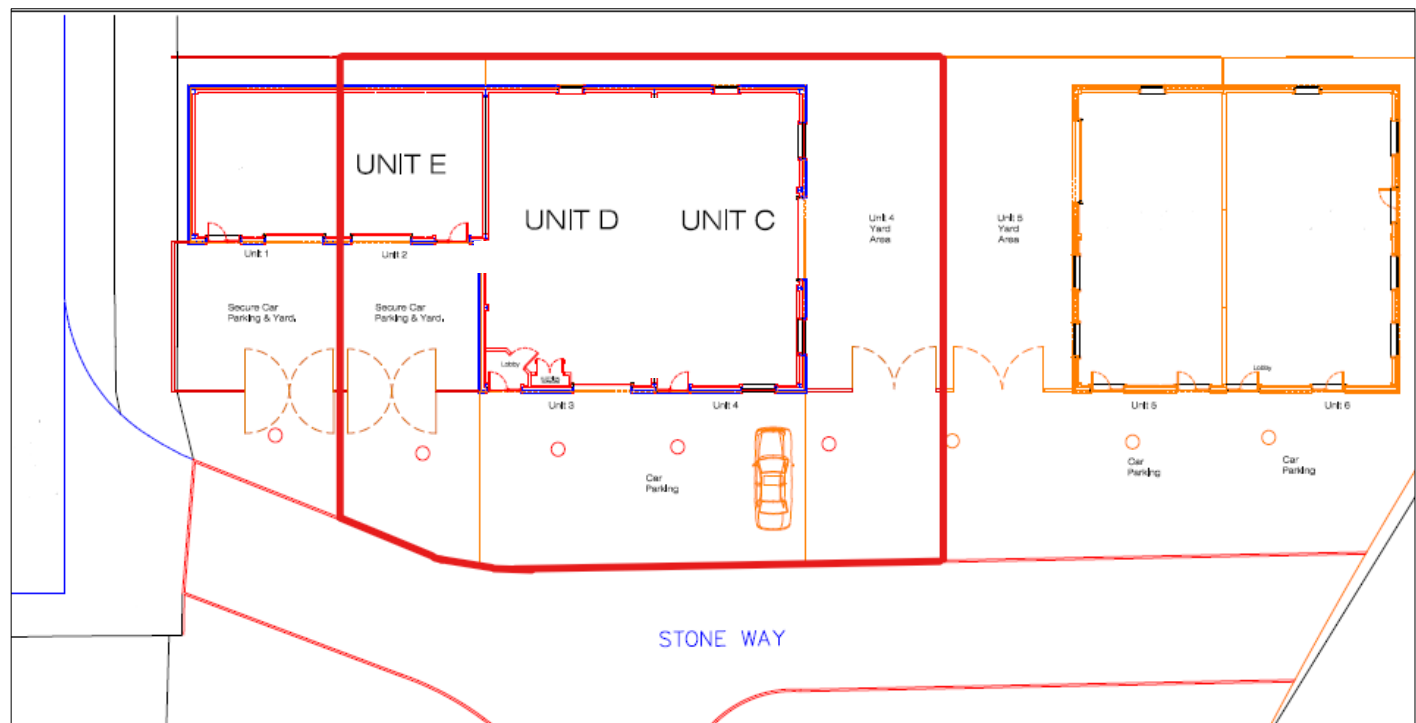 UNIT E
UNIT D
UNIT C
Unit 4
Yard
Area
Unit 5
Yard
Area
Unit 1
Unit 2
Secure Car
Parking & Yard.
Secure Car
Parking & Yard.
Lobby
Lobby
Unit 3
Unit 4
Unit 5
Unit 6
Car
Parking
Car
Parking
Car
Parking
STONE WAY